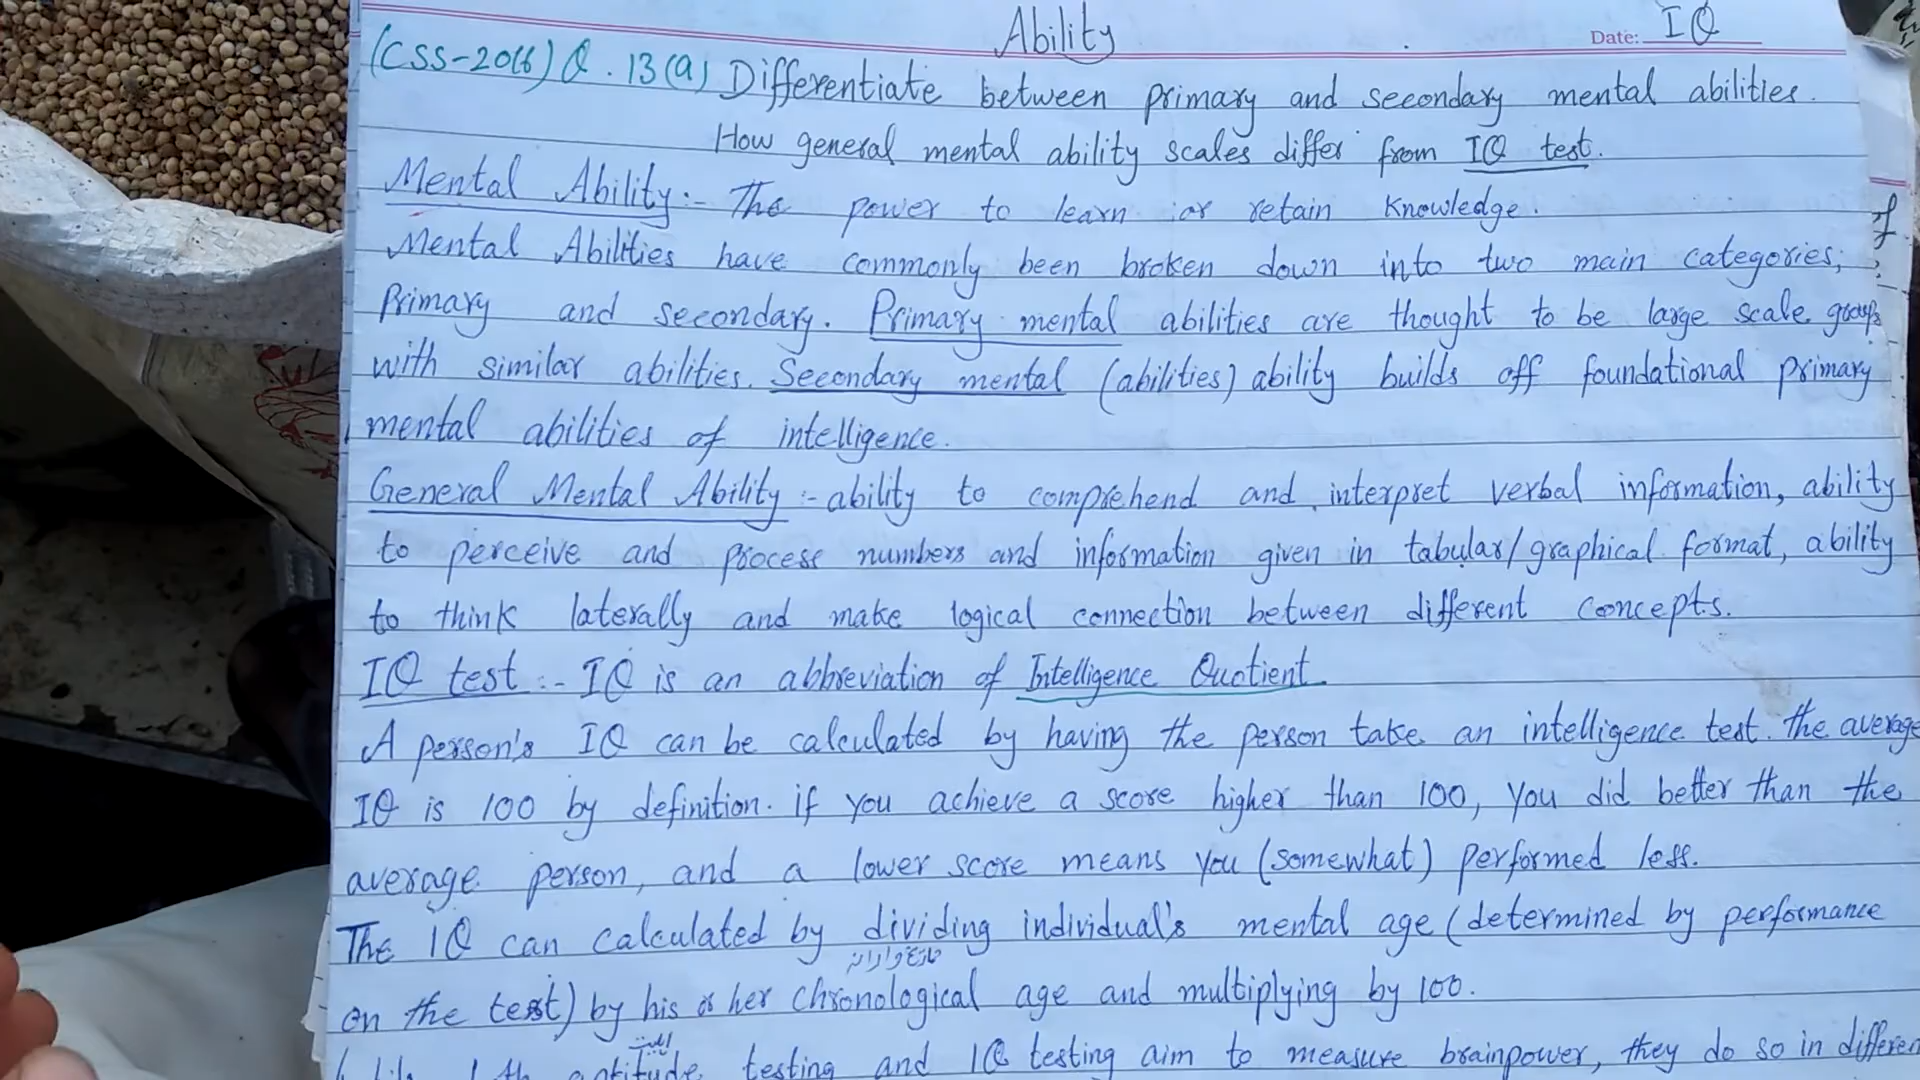 Ability
Date: IQ
(CSS-2016) Q. 13(a) Differentiate between primary and secondary mental abilities.
How general mental ability scales differ from IQ test.
Mental Ability:- The power to learn or retain knowledge.
Mental Abilities have commonly been broken down into two main categories;
Primary and secondary. Primary mental abilities are thought to be large scale groups
with similar abilities. Secondary mental (abilities) ability builds off foundational primary
mental abilities of intelligence.
General Mental Ability :- ability to comprehend and interpret verbal information, ability
to perceive and process numbers and information given in tabular/graphical format, ability
to think laterally and make logical connection between different concepts.
IQ test :- IQ is an abbreviation of Intelligence Quotient.
A person's IQ can be calculated by having the person take an intelligence test. the average
IQ is 100 by definition. if you achieve a score higher than 100, you did better than the
average person, and a lower score means you (somewhat) performed less.
The IQ can calculated by dividing individual's mental age (determined by performance
on the test) by his or her chronological age and multiplying by 100.
aptitude testing and IQ testing aim to measure brainpower, they do so in differen